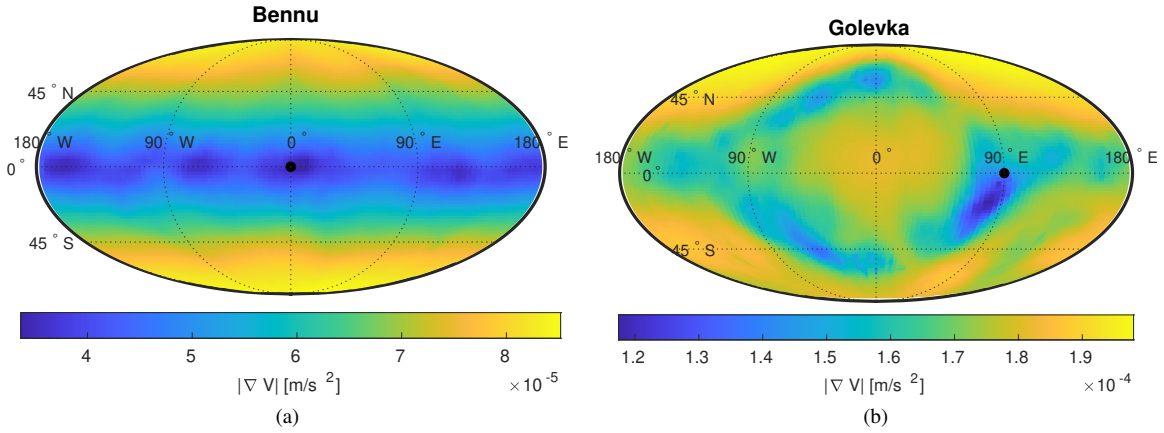 Bennu
45° N
180° W
90° W
0°
90° E
180° E
0°
45° S
4 5 6 7 8
|∇ V| [m/s ²]
×10 -5
(a)
Golevka
45° N
180° W
90° W
0°
90° E
180° E
0°
45° S
1.2 1.3 1.4 1.5 1.6 1.7 1.8 1.9
|∇ V| [m/s ²]
×10 -4
(b)